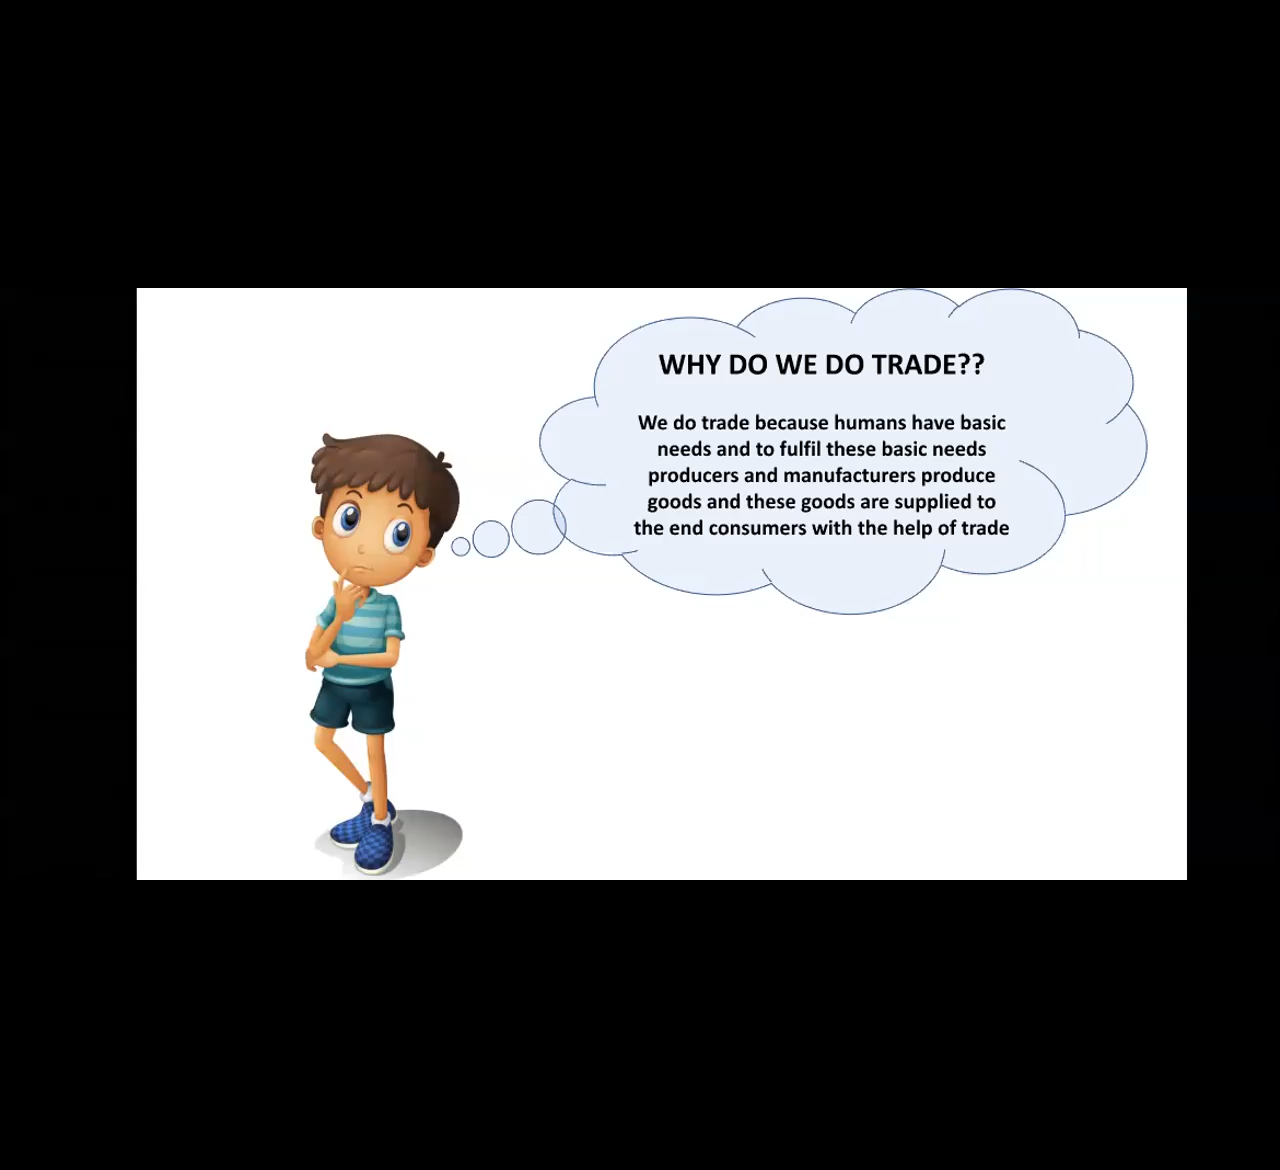 WHY DO WE DO TRADE??
We do trade because humans have basic
needs and to fulfil these basic needs
producers and manufacturers produce
goods and these goods are supplied to
the end consumers with the help of trade